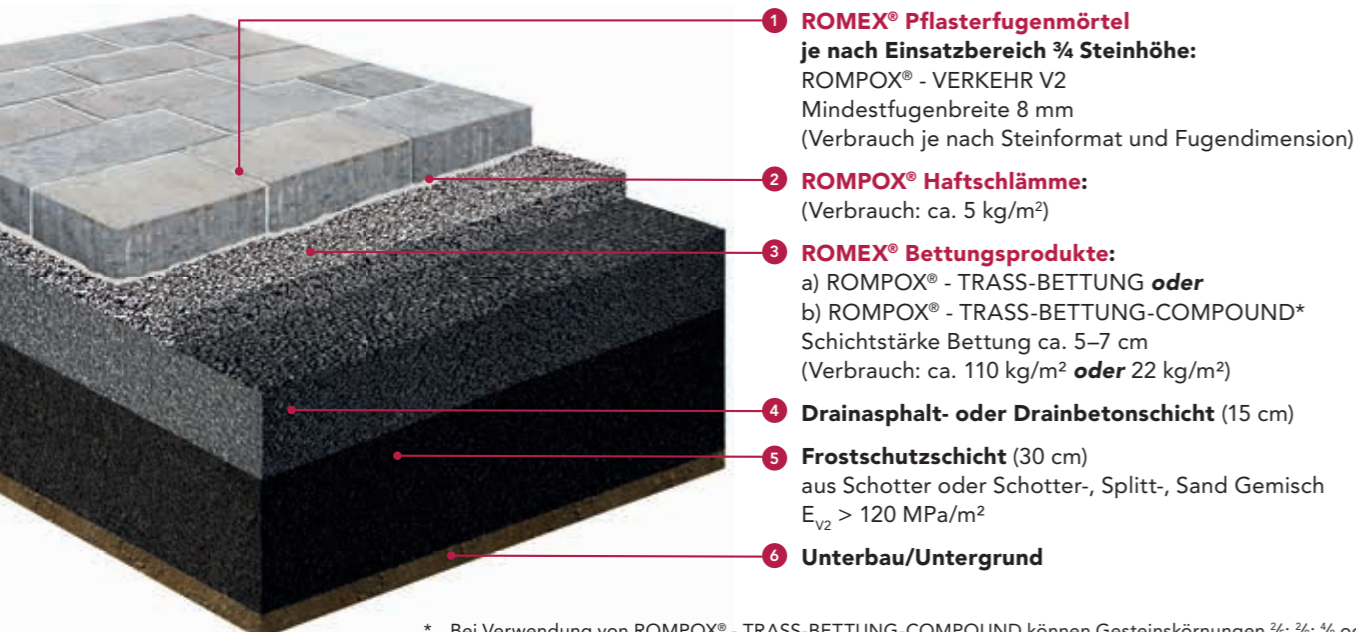 1 ROMEX® Pflasterfugenmörtel
je nach Einsatzbereich ¾ Steinhöhe:
ROMPOX® - VERKEHR V2
Mindestfugenbreite 8 mm
(Verbrauch je nach Steinformat und Fugendimension)
2 ROMPOX® Haftschlämme:
(Verbrauch: ca. 5 kg/m²)
3 ROMEX® Bettungsprodukte:
a) ROMPOX® - TRASS-BETTUNG oder
b) ROMPOX® - TRASS-BETTUNG-COMPOUND*
Schichtstärke Bettung ca. 5–7 cm
(Verbrauch: ca. 110 kg/m² oder 22 kg/m²)
4 Drainasphalt- oder Drainbetonschicht (15 cm)
5 Frostschutzschicht (30 cm)
aus Schotter oder Schotter-, Splitt-, Sand Gemisch
E_V2 > 120 MPa/m²
6 Unterbau/Untergrund
* Bei Verwendung von ROMPOX® - TRASS-BETTUNG-COMPOUND können Gesteinskörnungen